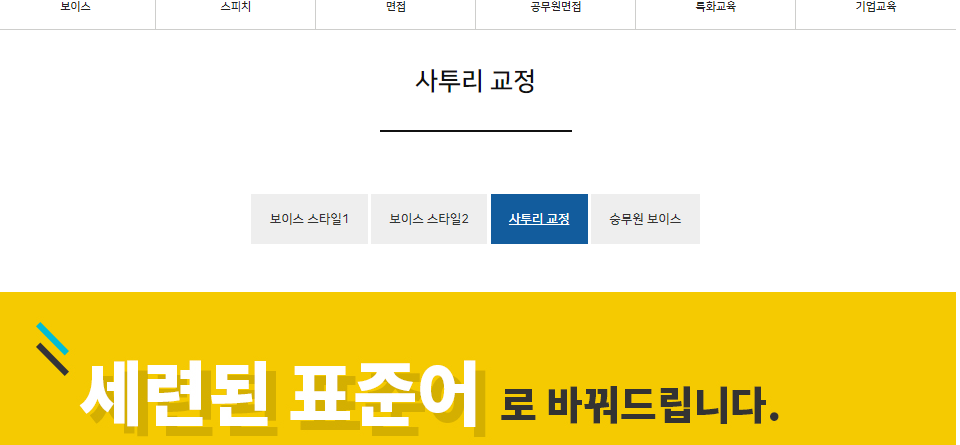 보이스 스피치 면접 공무원면접 특화교육 기업교육
사투리 교정
보이스 스타일1 보이스 스타일2 사투리 교정 승무원 보이스
세련된 표준어 로 바꿔드립니다.